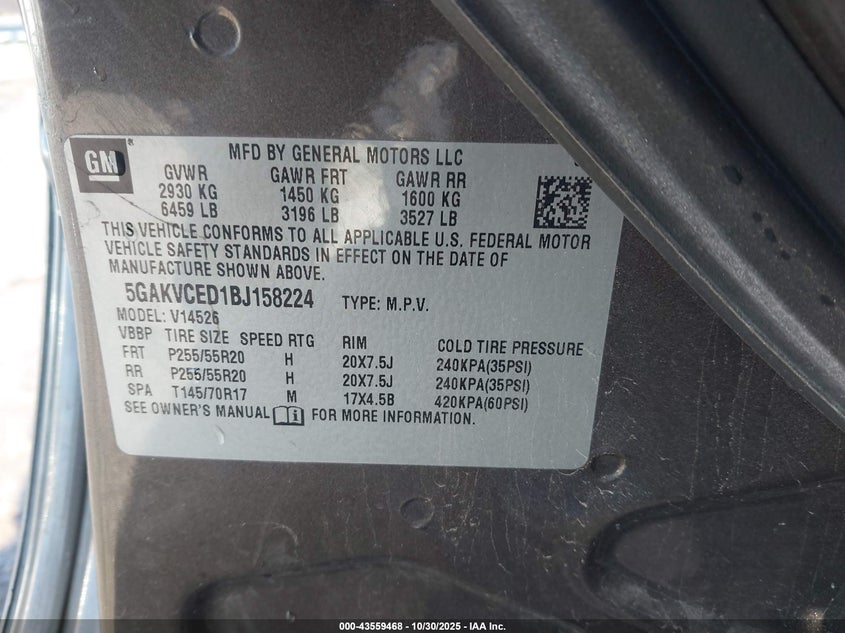 GM
MFD BY GENERAL MOTORS LLC
GVWR GAWR FRT GAWR RR
2930 KG 1450 KG 1600 KG
6459 LB 3196 LB 3527 LB
THIS VEHICLE CONFORMS TO ALL APPLICABLE U.S. FEDERAL MOTOR
VEHICLE SAFETY STANDARDS IN EFFECT ON THE DATE OF
MANUFACTURE SHOWN ABOVE.
5GAKVCED1BJ158224 TYPE: M.P.V.
MODEL: V14526
VBBP TIRE SIZE SPEED RTG RIM COLD TIRE PRESSURE
FRT P255/55R20 H 20X7.5J 240KPA(35PSI)
RR P255/55R20 H 20X7.5J 240KPA(35PSI)
SPA T145/70R17 M 17X4.5B 420KPA(60PSI)
SEE OWNER'S MANUAL FOR MORE INFORMATION.
000-43559468 - 10/30/2025 - IAA Inc.